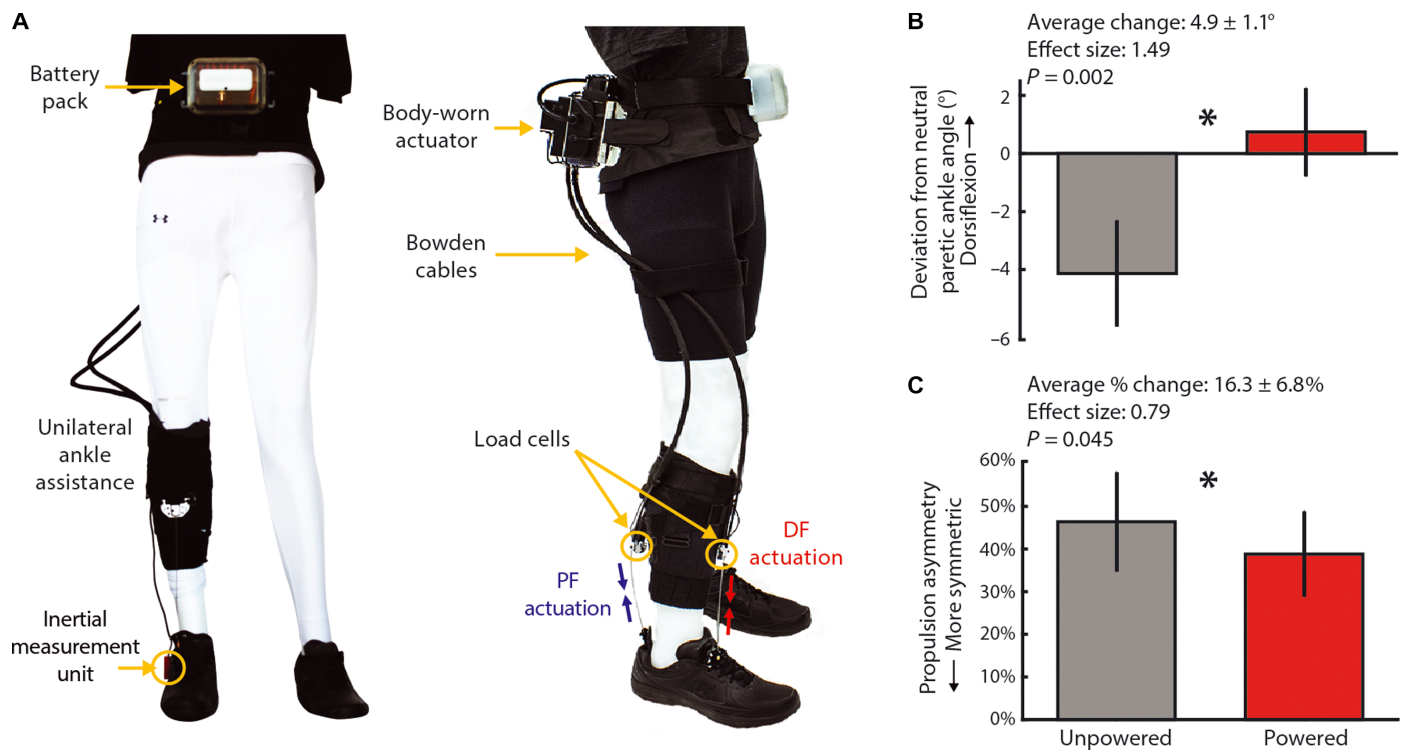 A
Battery
pack
Body-worn
actuator
Bowden
cables
Unilateral
ankle
assistance
Load cells
DF
actuation
PF
actuation
Inertial
measurement
unit
B
Average change: 4.9 ± 1.1°
Effect size: 1.49
P = 0.002
Deviation from neutral
paretic ankle angle (°)
Dorsiflexion
2
0
−2
−4
−6
*
C
Average % change: 16.3 ± 6.8%
Effect size: 0.79
P = 0.045
Propulsion asymmetry
More symmetric
60%
50%
40%
30%
20%
10%
0%
*
Unpowered
Powered